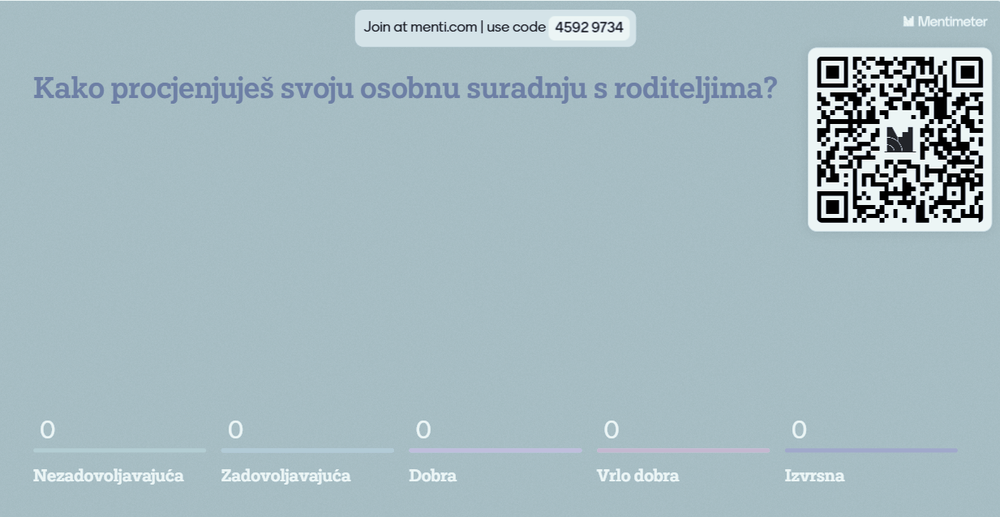 Join at menti.com | use code 4592 9734
Mentimeter
Kako procjenjuješ svoju osobnu suradnju s roditeljima?
0 0 0 0 0
Nezadovoljavajuća Zadovoljavajuća Dobra Vrlo dobra Izvrsna